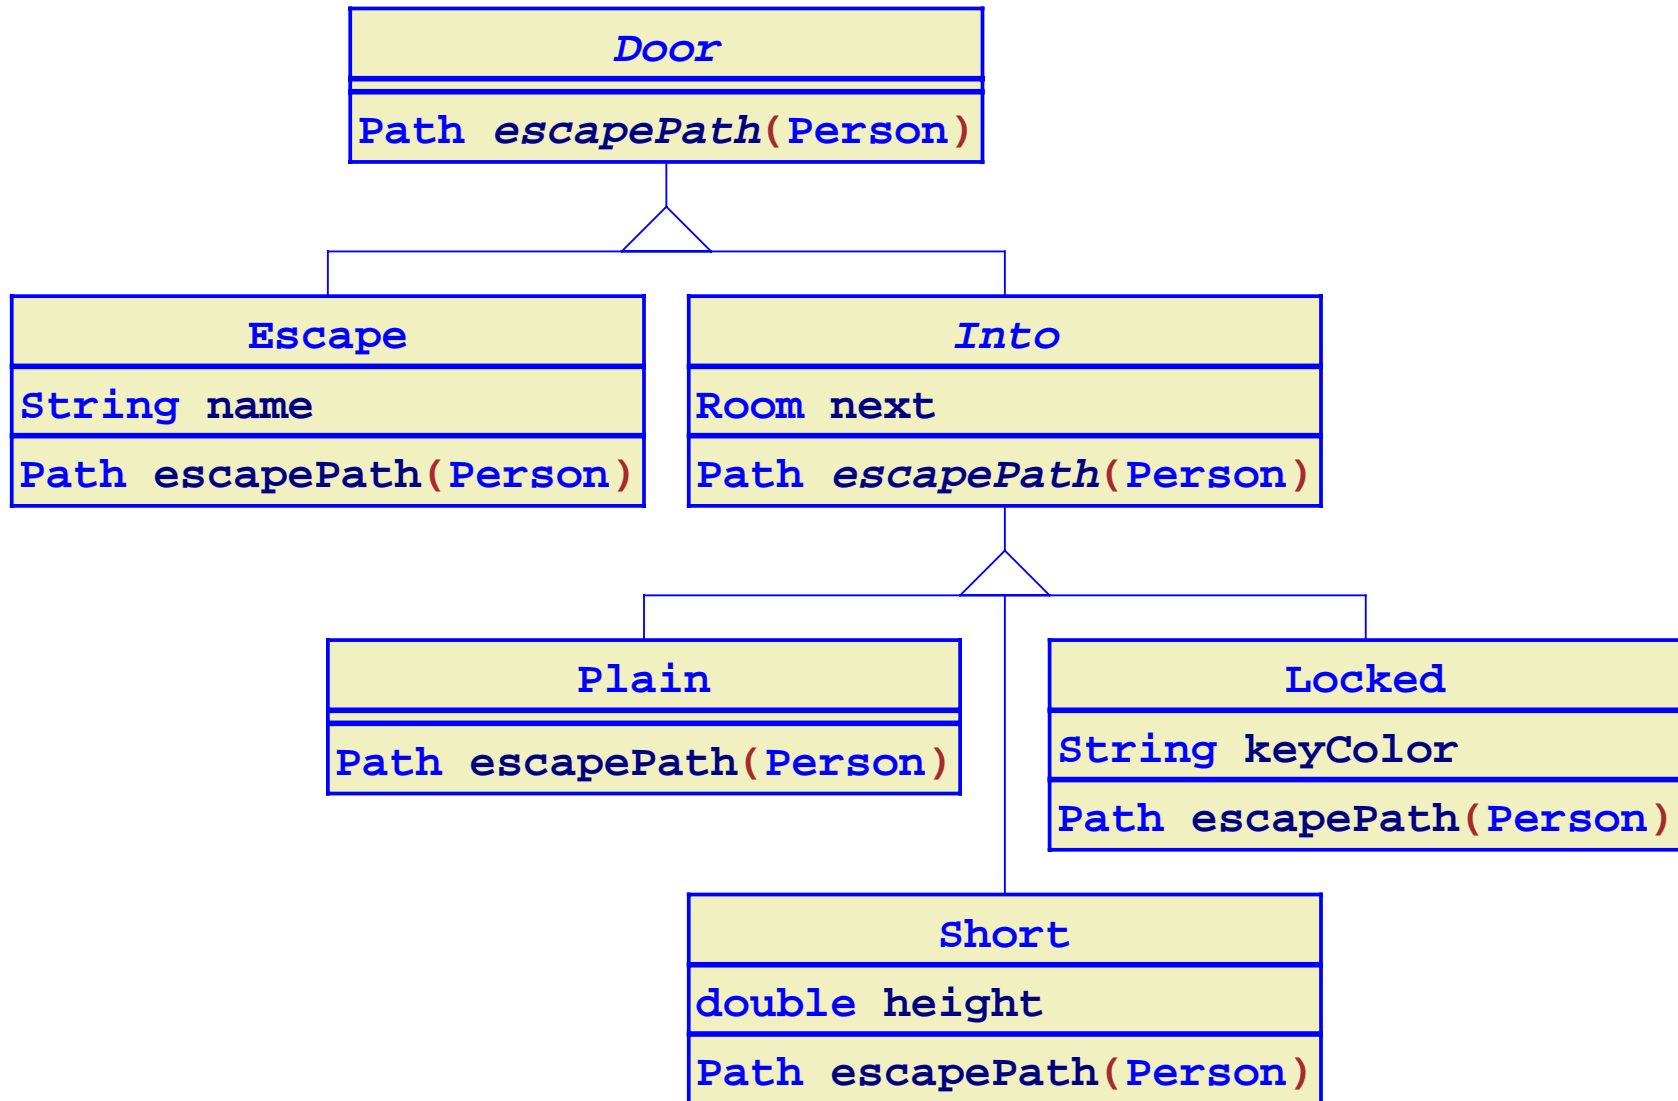 Door
Path escapePath(Person)
Escape
String name
Path escapePath(Person)
Into
Room next
Path escapePath(Person)
Plain
Path escapePath(Person)
Locked
String keyColor
Path escapePath(Person)
Short
double height
Path escapePath(Person)